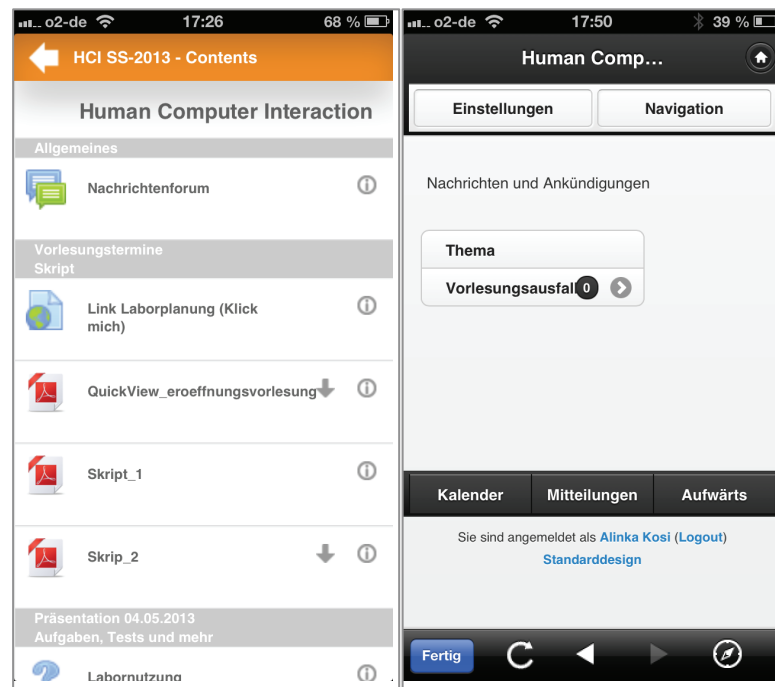 o2-de 17:26 68 %
HCI SS-2013 - Contents
Human Computer Interaction
Allgemeines
Nachrichtenforum
Vorlesungstermine
Skript
Link Laborplanung (Klick
mich)
QuickView_eroeffnungsvorlesung
Skript_1
Skrip_2
Präsentation 04.05.2013
Aufgaben, Tests und mehr
Labornutzung
o2-de 17:50 39 %
Human Comp...
Einstellungen Navigation
Nachrichten und Ankündigungen
Thema
Vorlesungsausfall 0
Kalender Mitteilungen Aufwärts
Sie sind angemeldet als Alinka Kosi (Logout)
Standarddesign
Fertig